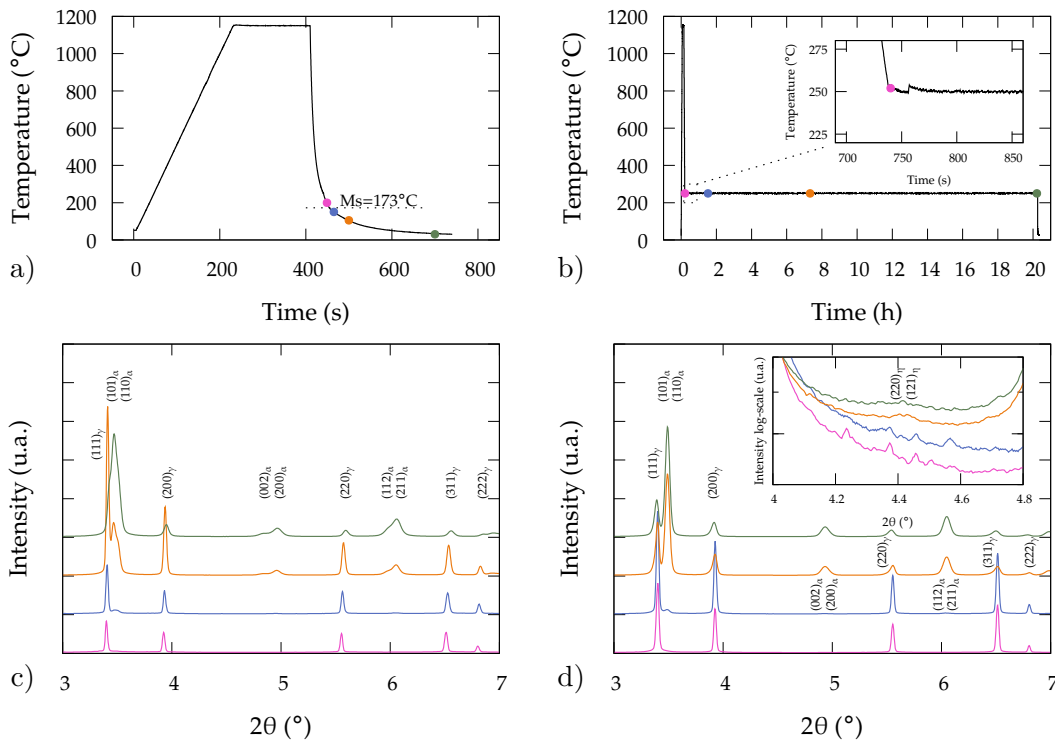 1200
1000
800
600
400
200
0
Temperature (°C)
Ms=173°C
0
200
400
600
800
Time (s)
a)
1200
1000
800
600
400
200
0
Temperature (°C)
280
250
220
Temperature (°C)
700
750
800
850
Time (s)
0
2
4
6
8
10
12
14
16
18
20
Time (h)
b)
Intensity (u.a.)
(111)γ
(101)α
(110)α
(200)γ
(002)α
(200)α
(220)γ
(112)α
(211)α
(311)γ
(222)γ
3
4
5
6
7
2θ (°)
c)
Intensity (u.a.)
(111)γ
(101)α
(110)α
(200)γ
Intensity log-scale (u.a.)
(220)η
(121)η
4
4.2
4.4
4.6
4.8
2θ (°)
(002)α
(200)α
(220)γ
(112)α
(211)α
(311)γ
(222)γ
3
4
5
6
7
2θ (°)
d)